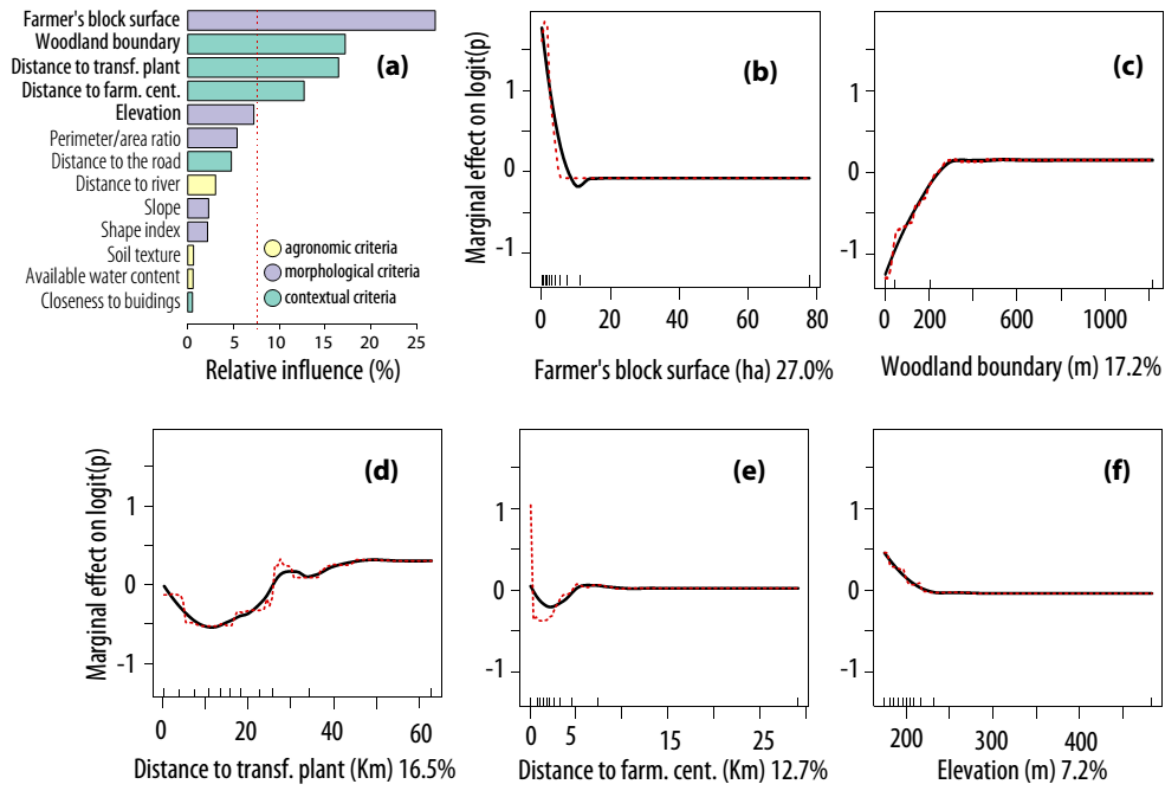 Farmer's block surface
Woodland boundary
Distance to transf. plant
Distance to farm. cent.
Elevation
Perimeter/area ratio
Distance to the road
Distance to river
Slope
Shape index
Soil texture
Available water content
Closeness to buidings
(a)
agronomic criteria
morphological criteria
contextual criteria
0 5 10 15 20 25
Relative influence (%)
(b)
Marginal effect on logit(p)
1
0
-1
0 20 40 60 80
Farmer's block surface (ha) 27.0%
(c)
1
0
-1
0 200 600 1000
Woodland boundary (m) 17.2%
(d)
Marginal effect on logit(p)
1
0
-1
0 20 40 60
Distance to transf. plant (Km) 16.5%
(e)
1
0
-1
0 5 15 25
Distance to farm. cent. (Km) 12.7%
(f)
1
0
-1
200 300 400
Elevation (m) 7.2%